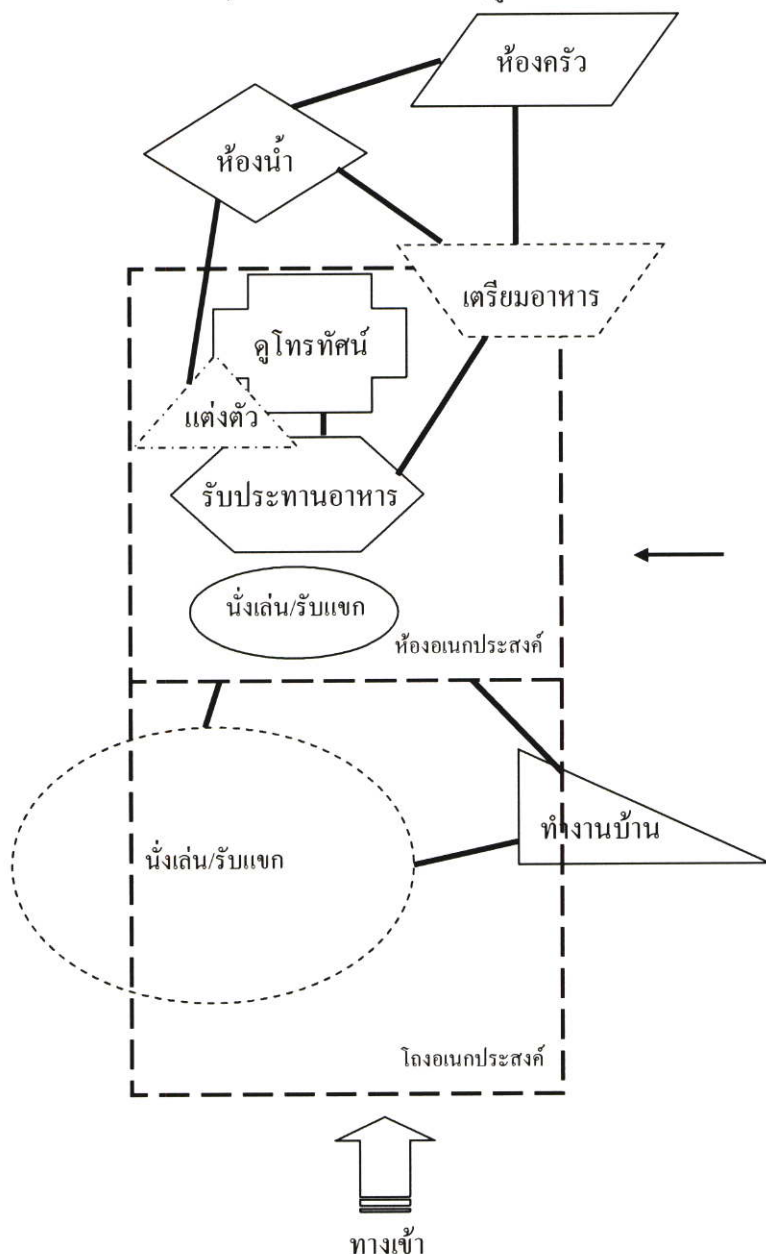 ห้องครัว
ห้องน้ำ
เตรียมอาหาร
ดูโทรทัศน์
แต่งตัว
รับประทานอาหาร
นั่งเล่น/รับแขก
ห้องอเนกประสงค์
ทำงานบ้าน
นั่งเล่น/รับแขก
โถงอเนกประสงค์
ทางเข้า